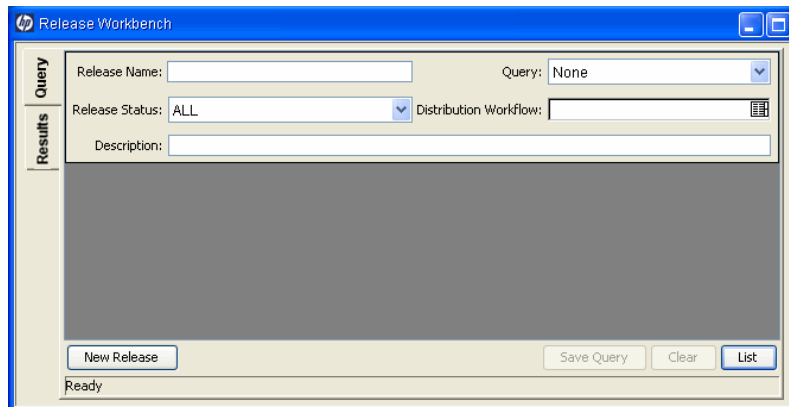 hp Release Workbench
Query
Results
Release Name:
Query: None
Release Status: ALL
Distribution Workflow:
Description:
New Release
Save Query
Clear
List
Ready